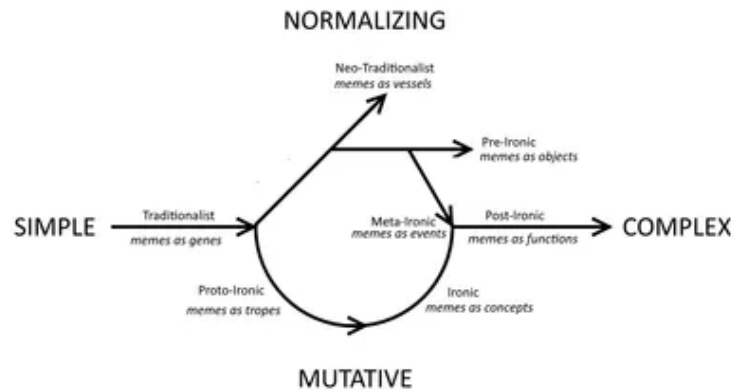 NORMALIZING
Neo-Traditionalist
memes as vessels
Pre-Ironic
memes as objects
SIMPLE
Traditionalist
memes as genes
Meta-Ironic
memes as events
Post-Ironic
memes as functions
COMPLEX
Proto-Ironic
memes as tropes
Ironic
memes as concepts
MUTATIVE